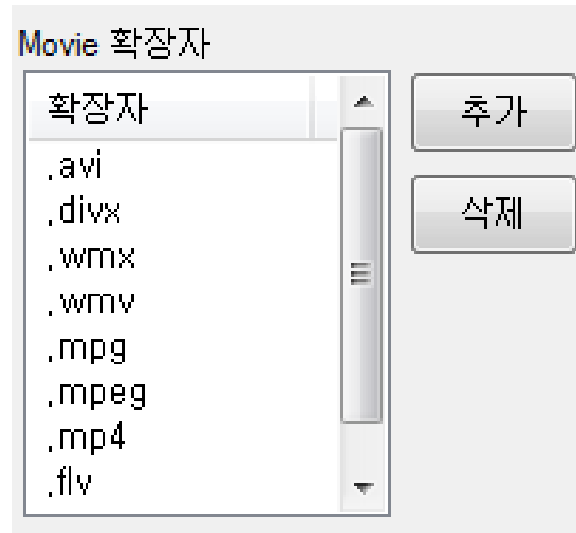 Movie 확장자
확장자
추가
삭제
.avi
.divx
.wmx
.wmv
.mpg
.mpeg
.mp4
.flv